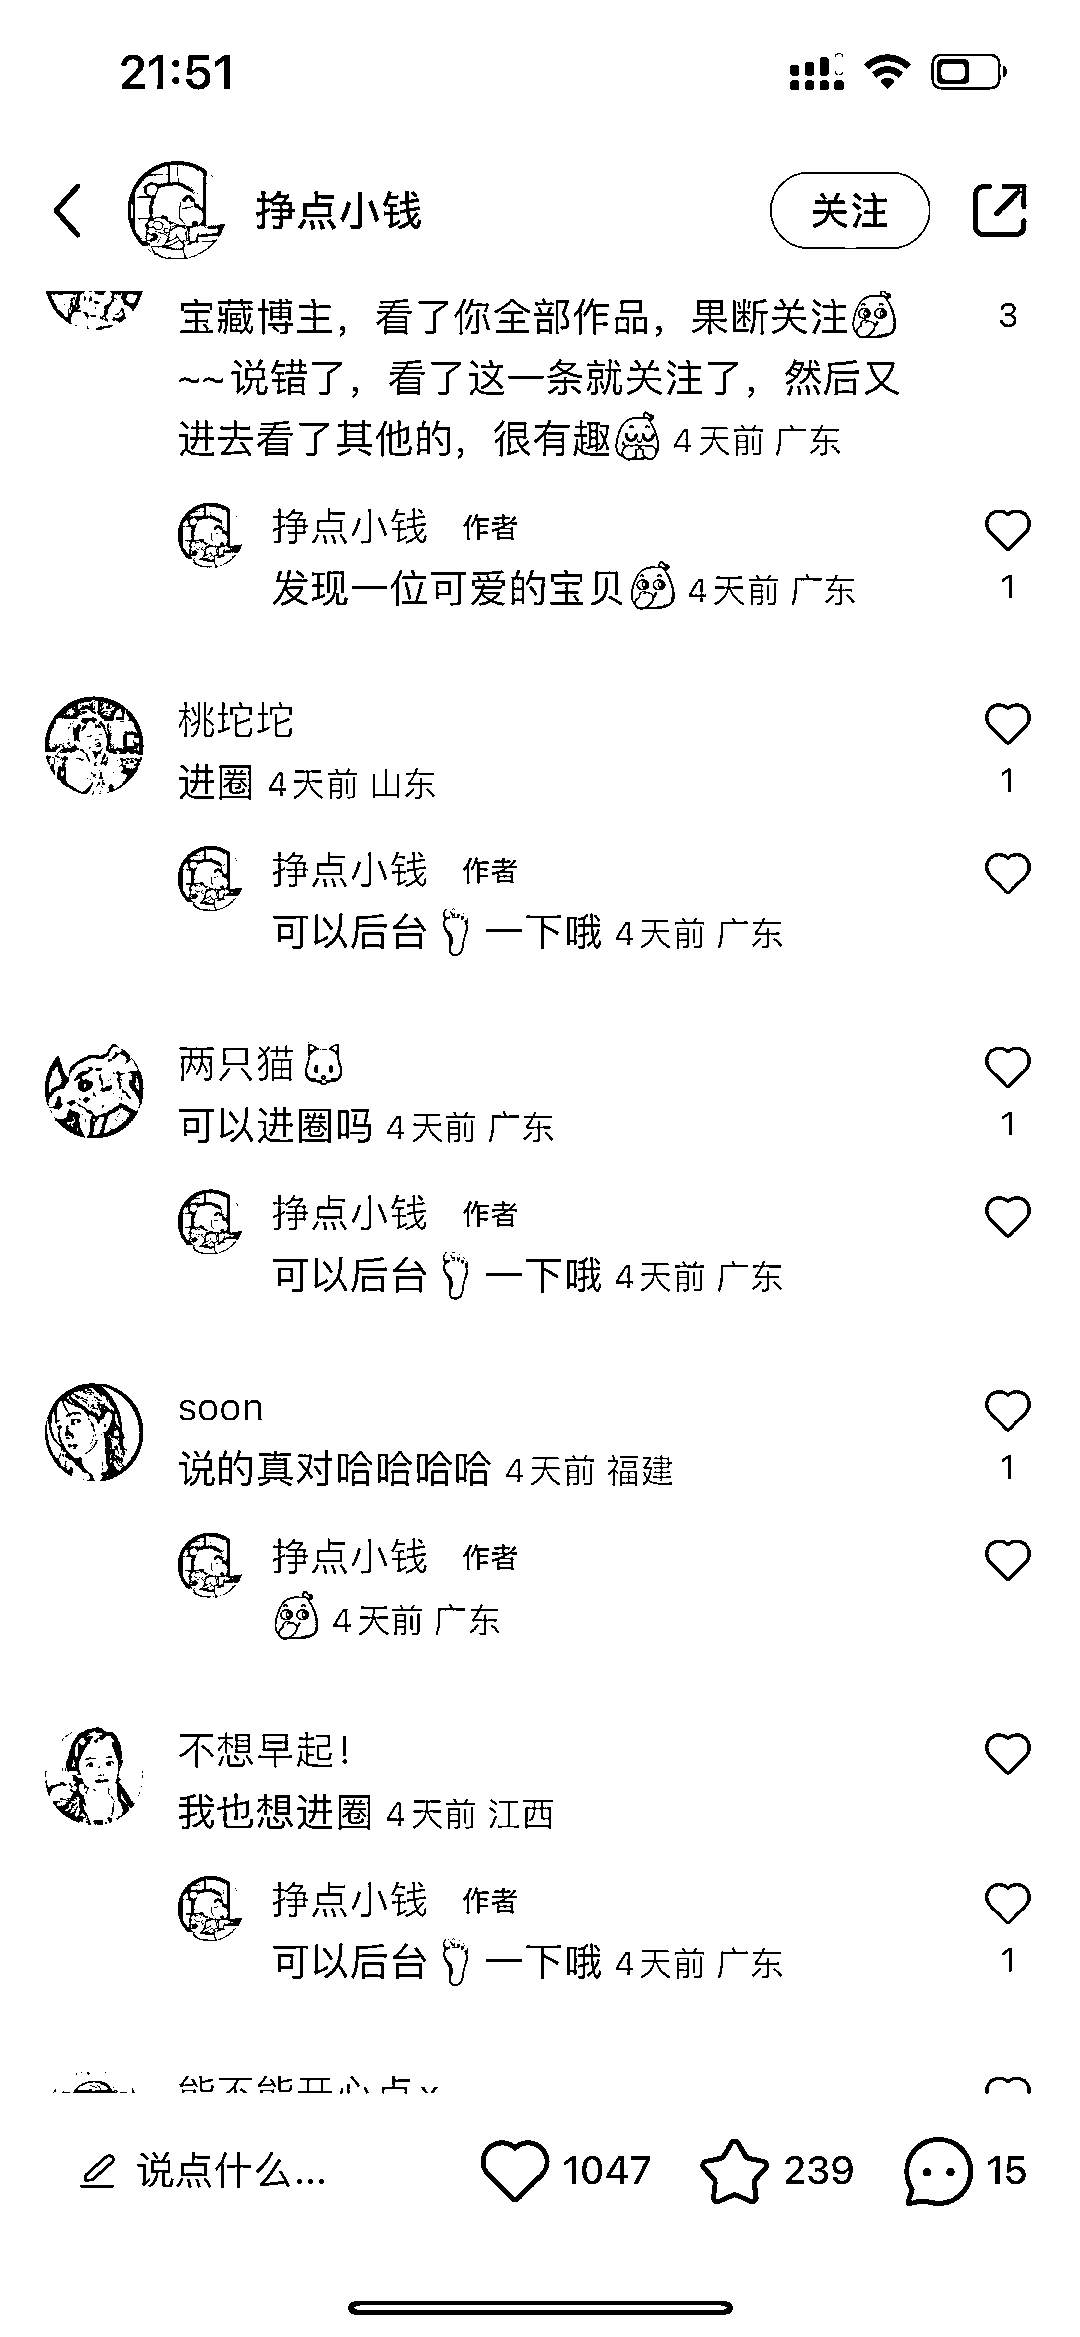 21:51
挣点小钱
关注
宝藏博主，看了你全部作品，果断关注
3
~~说错了，看了这一条就关注了，然后又
进去看了其他的，很有趣 4天前 广东
挣点小钱 作者
发现一位可爱的宝贝 4天前 广东
1
桃坨坨
进圈 4天前 山东
1
挣点小钱 作者
可以后台👣一下哦 4天前 广东
两只猫🐱
可以进圈吗 4天前 广东
1
挣点小钱 作者
可以后台👣一下哦 4天前 广东
soon
说的真对哈哈哈哈 4天前 福建
1
挣点小钱 作者
4天前 广东
不想早起！
我也想进圈 4天前 江西
挣点小钱 作者
可以后台👣一下哦 4天前 广东
1
能不能开心点
说点什么...
1047
239
15